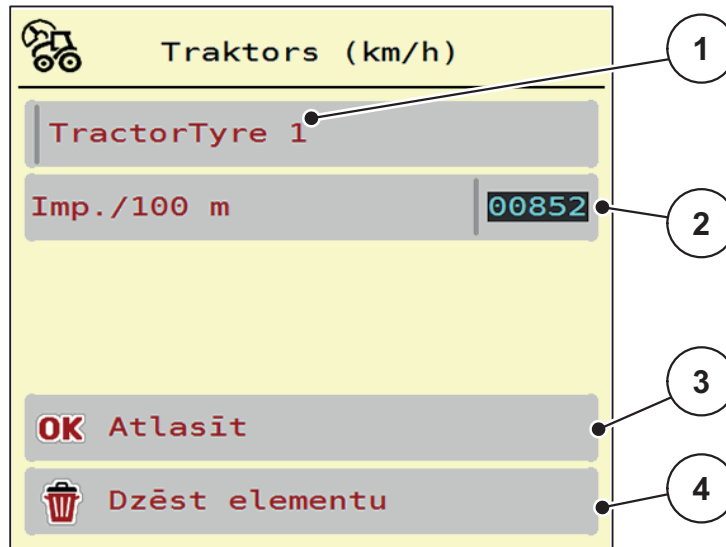 Traktors (km/h)
1
TractorTyre 1
Imp./100 m 00852
2
3
OK Atlasīt
4
Dzēst elementu